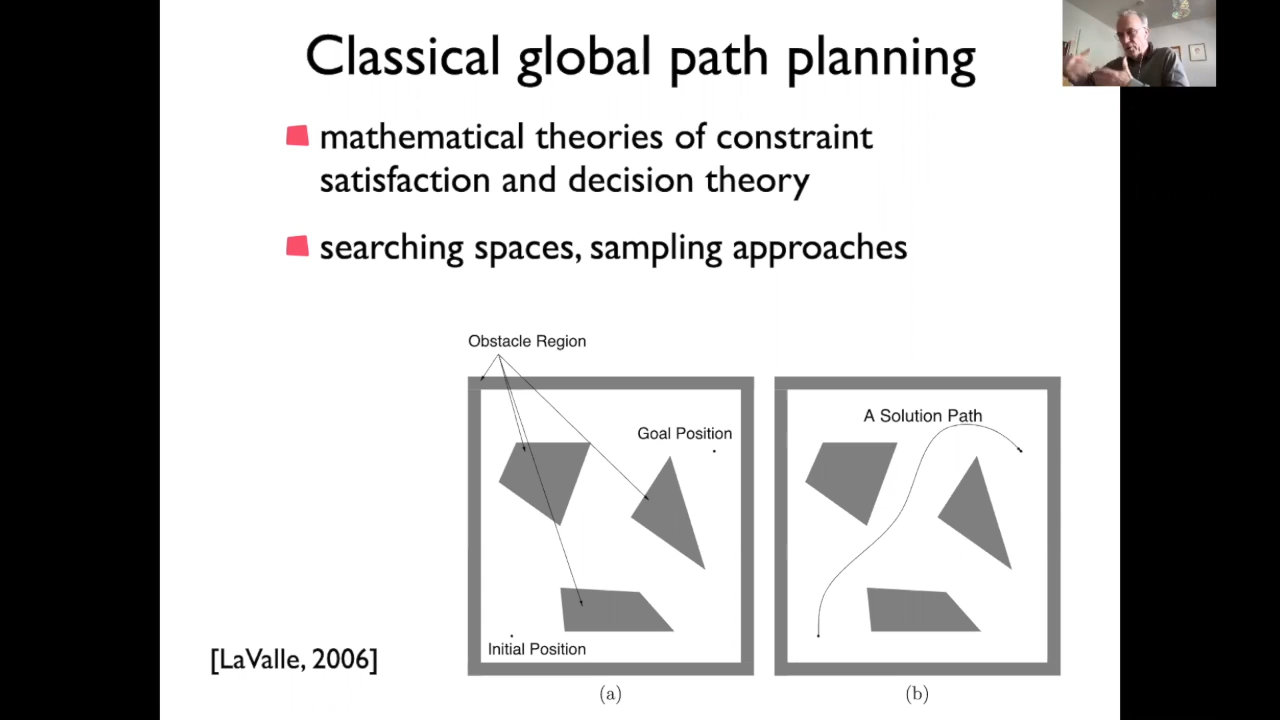 Classical global path planning
mathematical theories of constraint
satisfaction and decision theory
searching spaces, sampling approaches
Obstacle Region
Goal Position
Initial Position
(a)
A Solution Path
(b)
[LaValle, 2006]